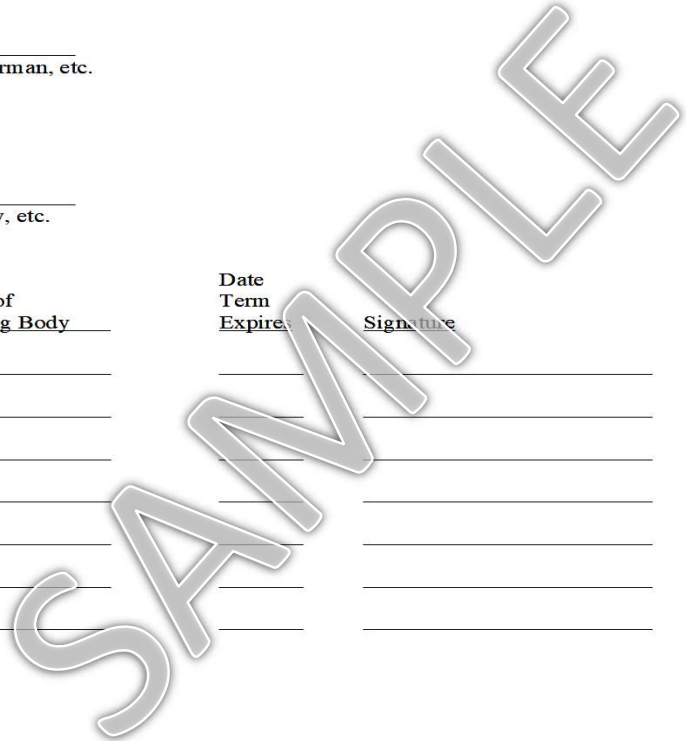 rman, etc.
, etc.
Date
of Term
g Body Expires Signature
SAMPLE